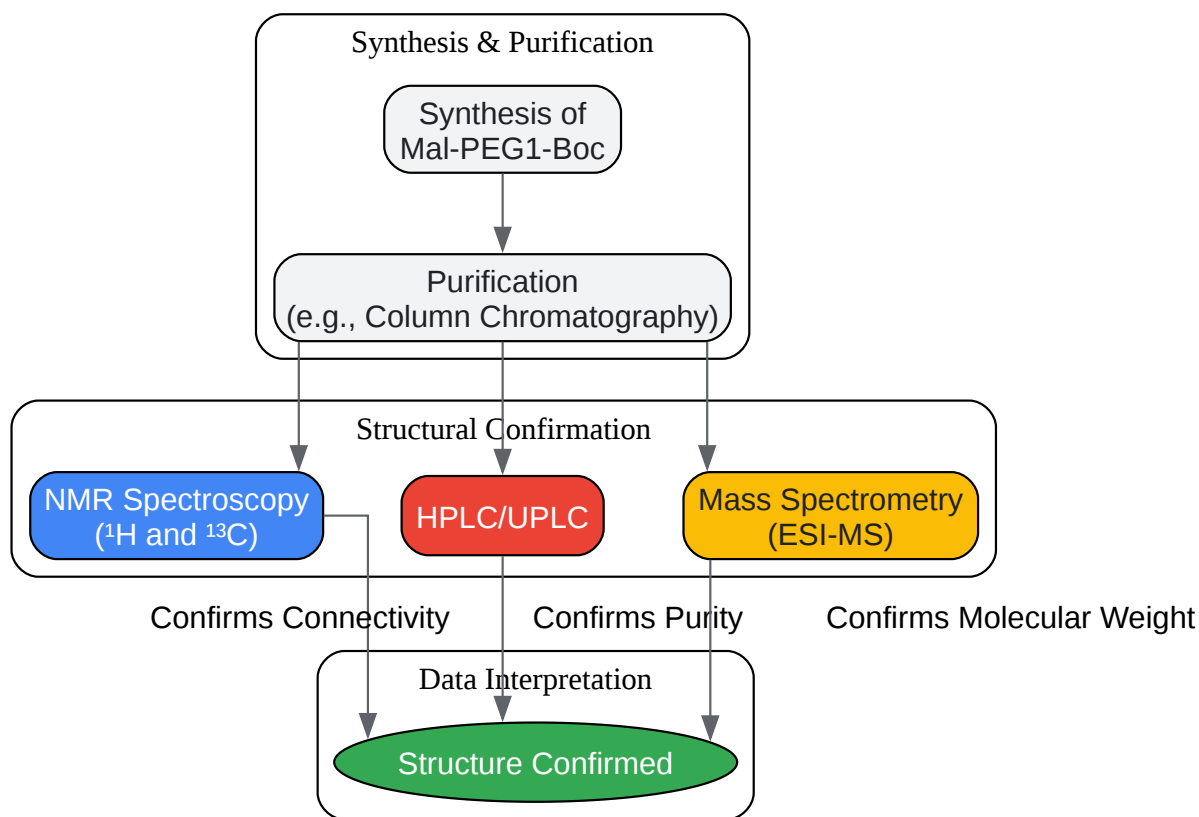 Synthesis & Purification
Synthesis of
Mal-PEG1-Boc
Purification
(e.g., Column Chromatography)
Structural Confirmation
NMR Spectroscopy
(¹H and ¹³C)
HPLC/UPLC
Mass Spectrometry
(ESI-MS)
Confirms Connectivity
Confirms Purity
Confirms Molecular Weight
Data Interpretation
Structure Confirmed